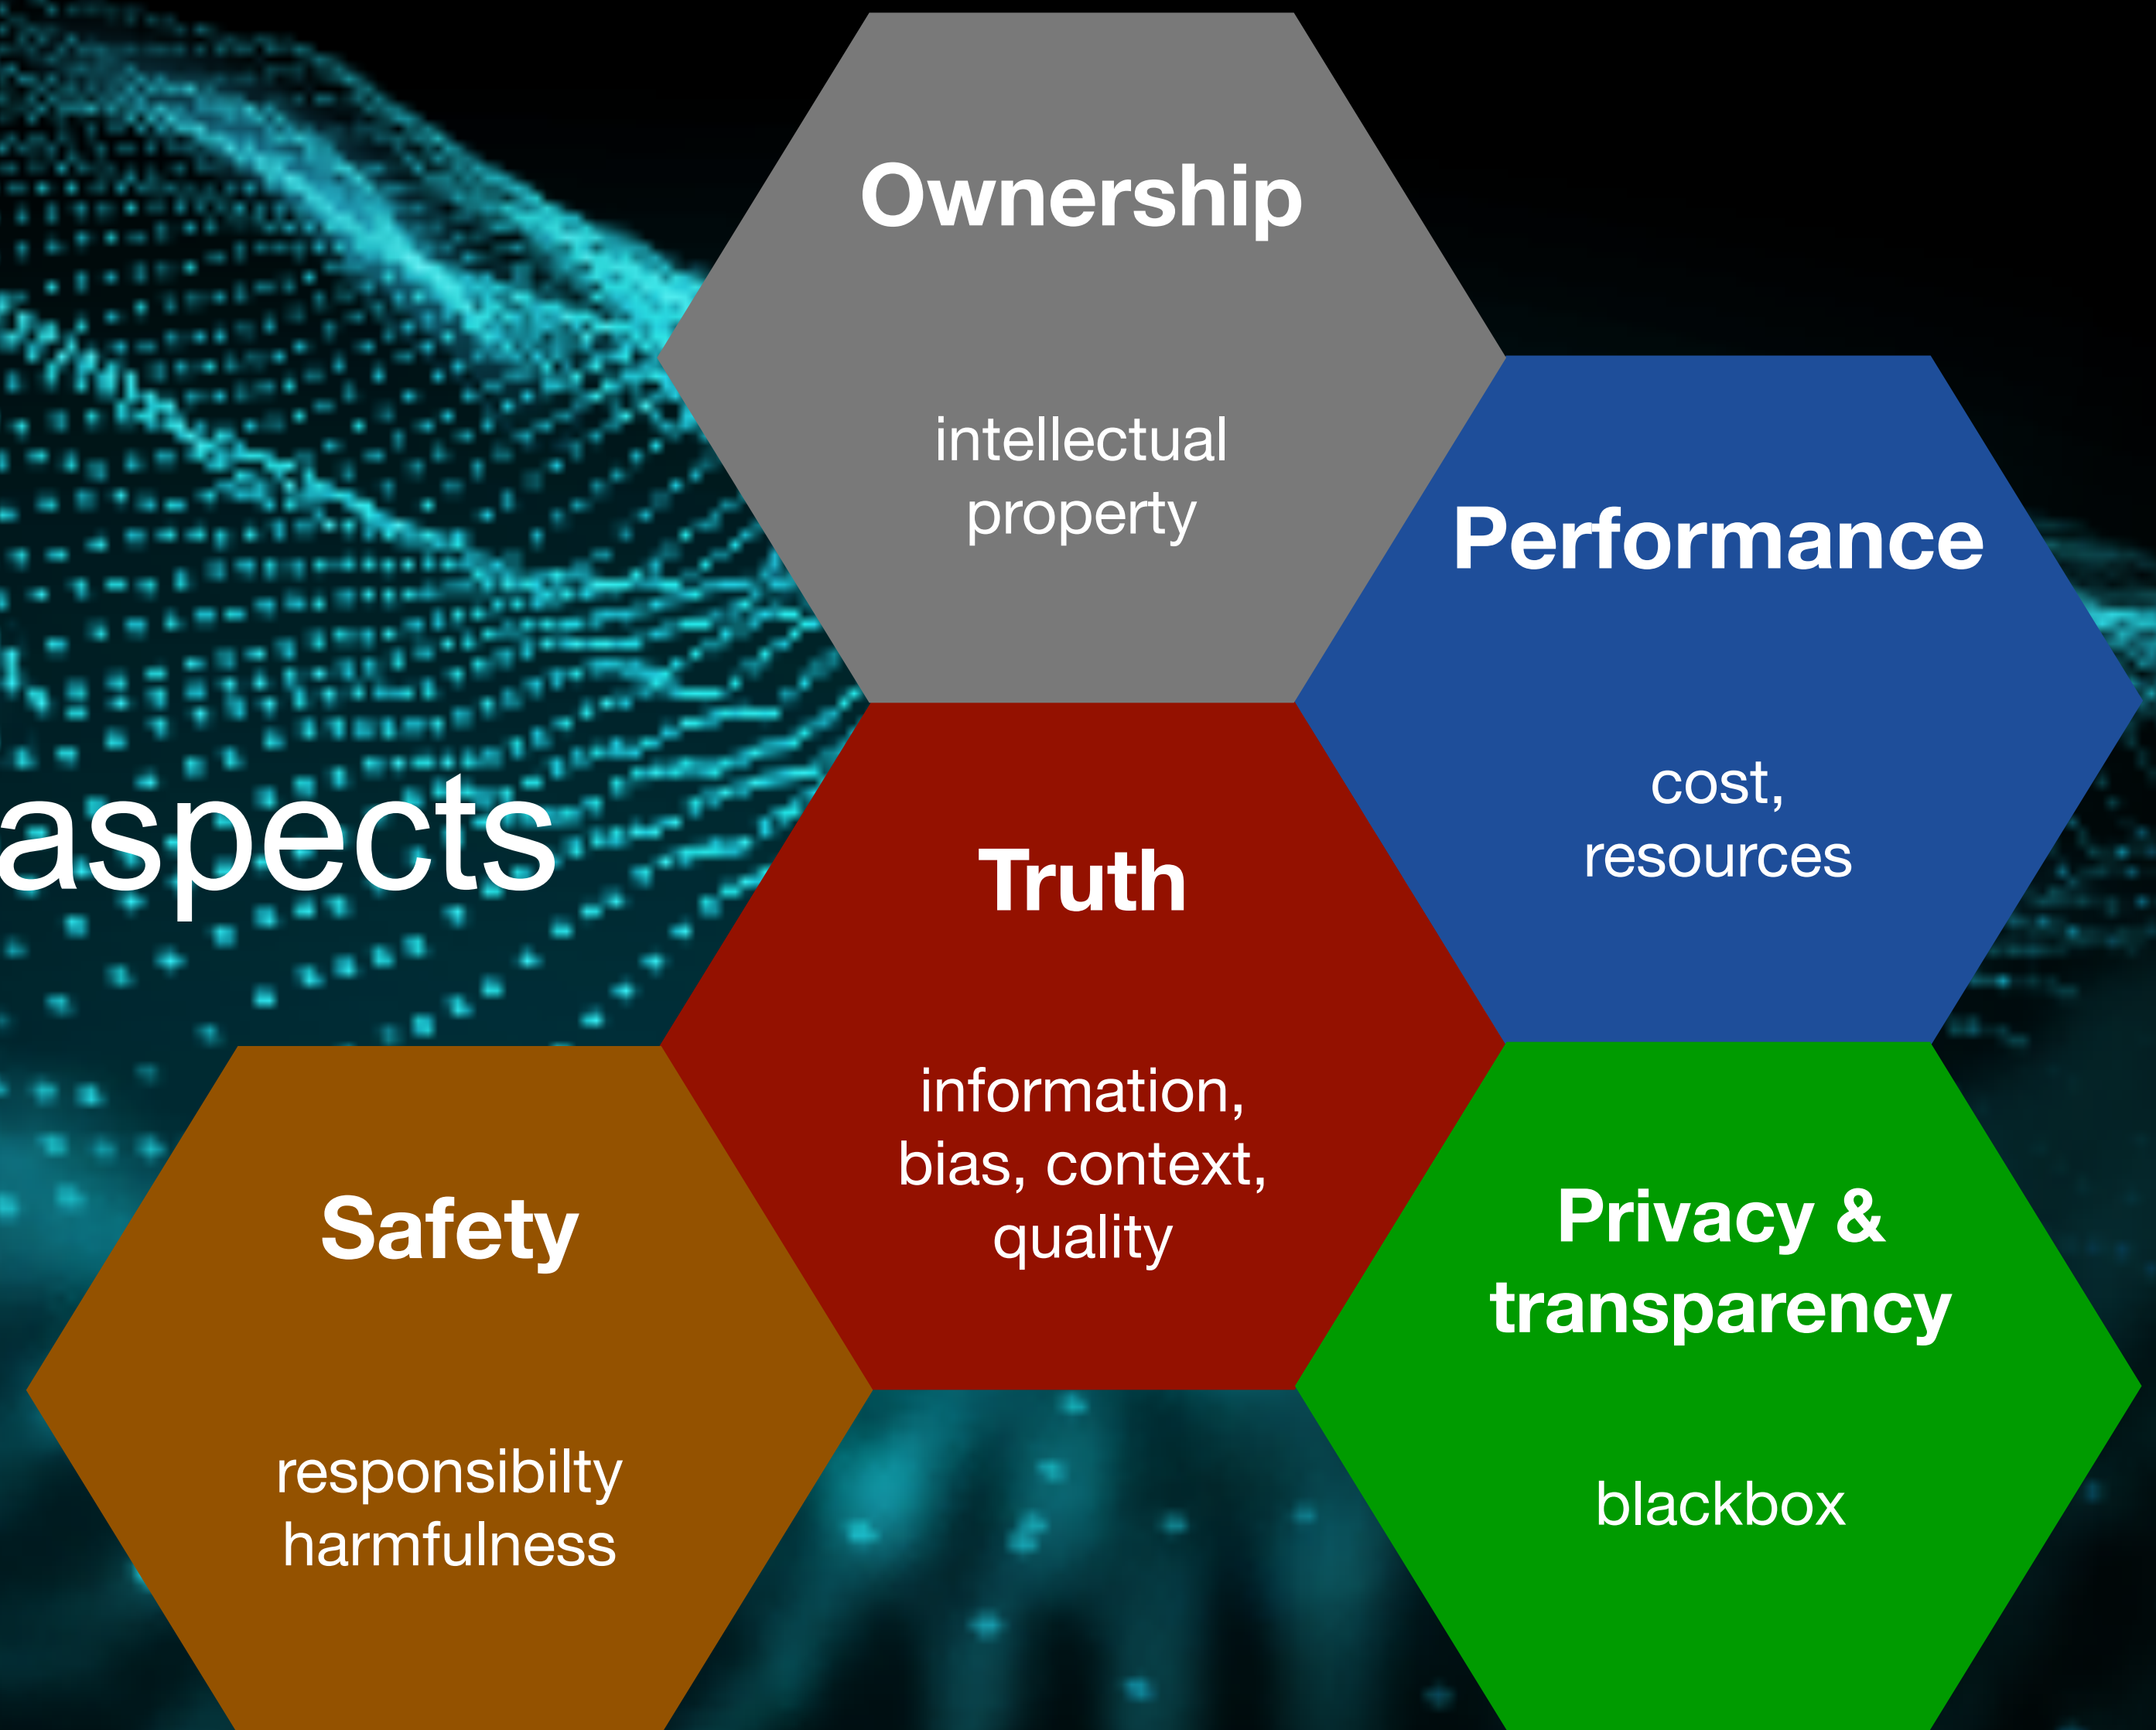 Ownership
intellectual
property
Performance
cost,
resources
aspects
Truth
information,
bias, context,
quality
Safety
responsibilty
harmfulness
Privacy &
transparency
blackbox